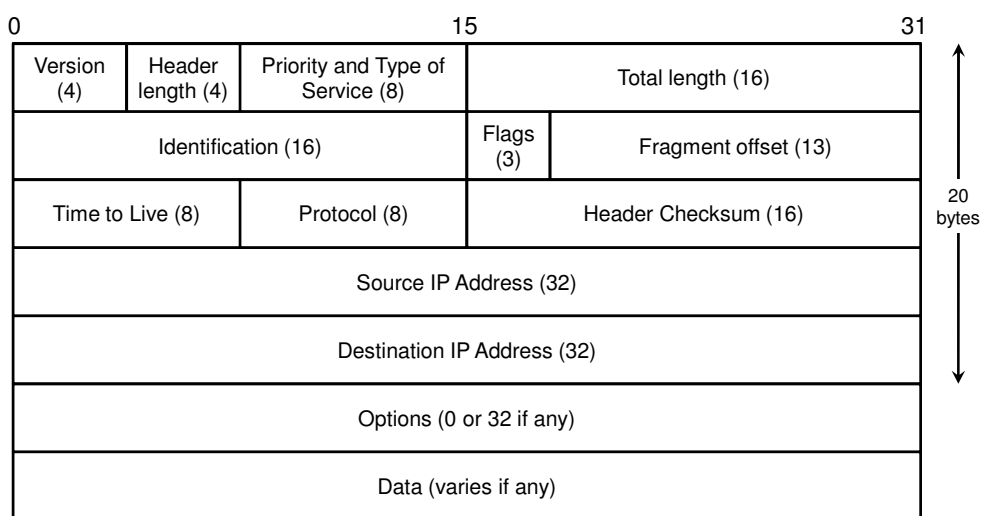 0 15 31
Version
(4)
Header
length (4)
Priority and Type of
Service (8)
Total length (16)
Identification (16)
Flags
(3)
Fragment offset (13)
Time to Live (8)
Protocol (8)
Header Checksum (16)
20
bytes
Source IP Address (32)
Destination IP Address (32)
Options (0 or 32 if any)
Data (varies if any)